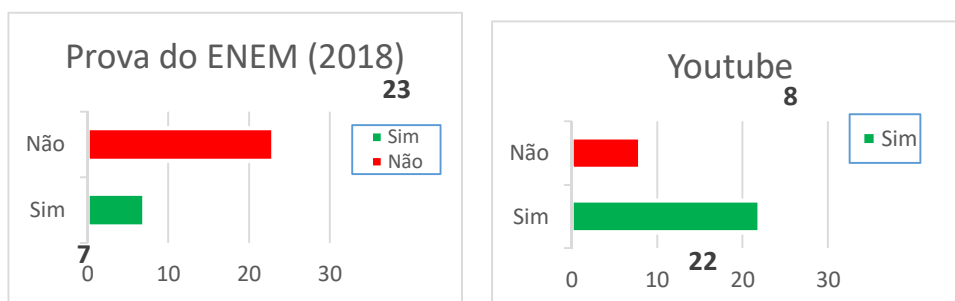 Prova do ENEM (2018)
23
Não
Sim
Sim
Não
7
0 10 20 30
Youtube
8
Não
Sim
Sim
22
0 10 20 30